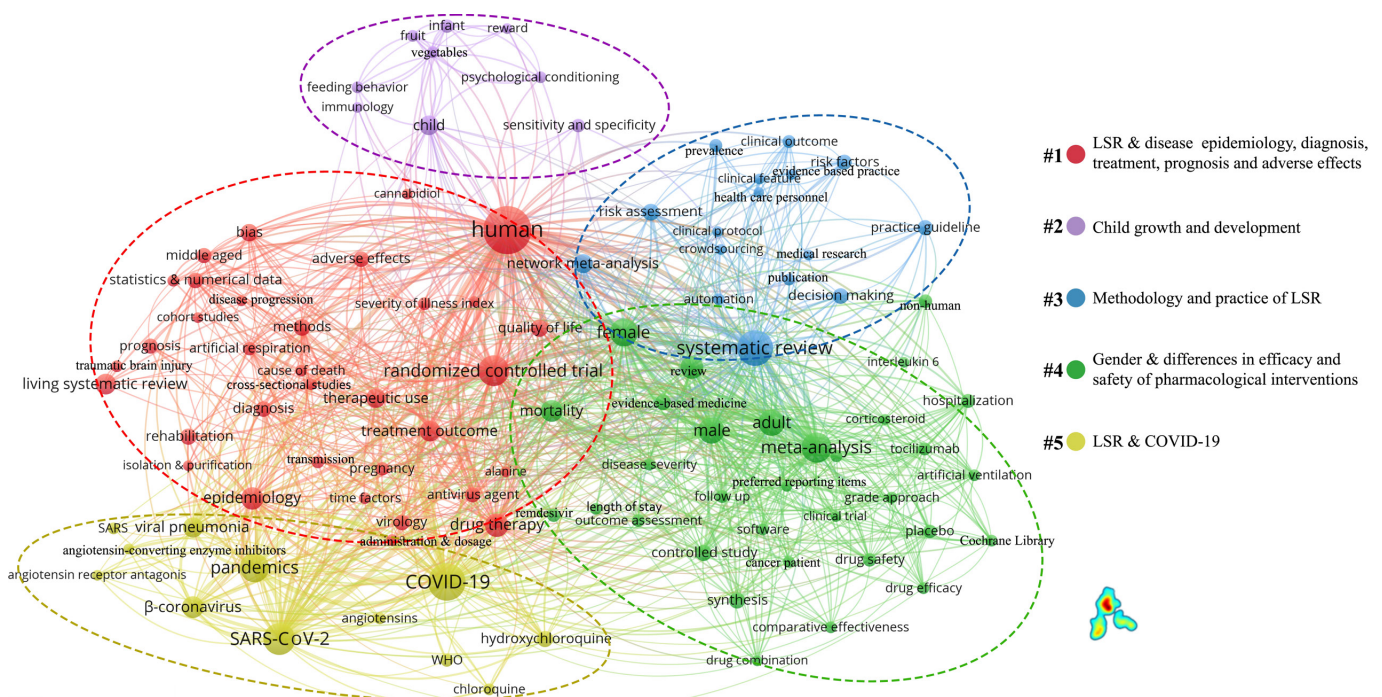 infant
reward
fruit
vegetables
psychological conditioning
feeding behavior
immunology
child
sensitivity and specificity
cannabidiol
human
bias
middle aged
adverse effects
statistics & numerical data
disease progression
severity of illness index
cohort studies
methods
quality of life
prognosis
artificial respiration
traumatic brain injury
cause of death
randomized controlled trial
living systematic review
cross-sectional studies
therapeutic use
diagnosis
rehabilitation
treatment outcome
isolation & purification
transmission
pregnancy
alanine
epidemiology
time factors
antivirus agent
virology
drug therapy
administration & dosage
clinical outcome
prevalence
risk factors
evidence based practice
clinical feature
health care personnel
risk assessment
practice guideline
clinical protocol
crowdsourcing
medical research
network meta-analysis
publication
automation
decision making
systematic review
non-human
female
interleukin 6
review
mortality
evidence-based medicine
hospitalization
male
adult
corticosteroid
meta-analysis
tocilizumab
disease severity
artificial ventilation
preferred reporting items
follow up
grade approach
length of stay
remdesivir
outcome assessment
clinical trial
software
placebo
Cochrane Library
controlled study
cancer patient
drug safety
drug efficacy
synthesis
comparative effectiveness
drug combination
SARS
viral pneumonia
angiotensin-converting enzyme inhibitors
pandemics
angiotensin receptor antagonis
COVID-19
β-coronavirus
angiotensins
SARS-CoV-2
hydroxychloroquine
WHO
chloroquine
#1 LSR & disease epidemiology, diagnosis,
treatment, prognosis and adverse effects
#2 Child growth and development
#3 Methodology and practice of LSR
#4 Gender & differences in efficacy and
safety of pharmacological interventions
#5 LSR & COVID-19